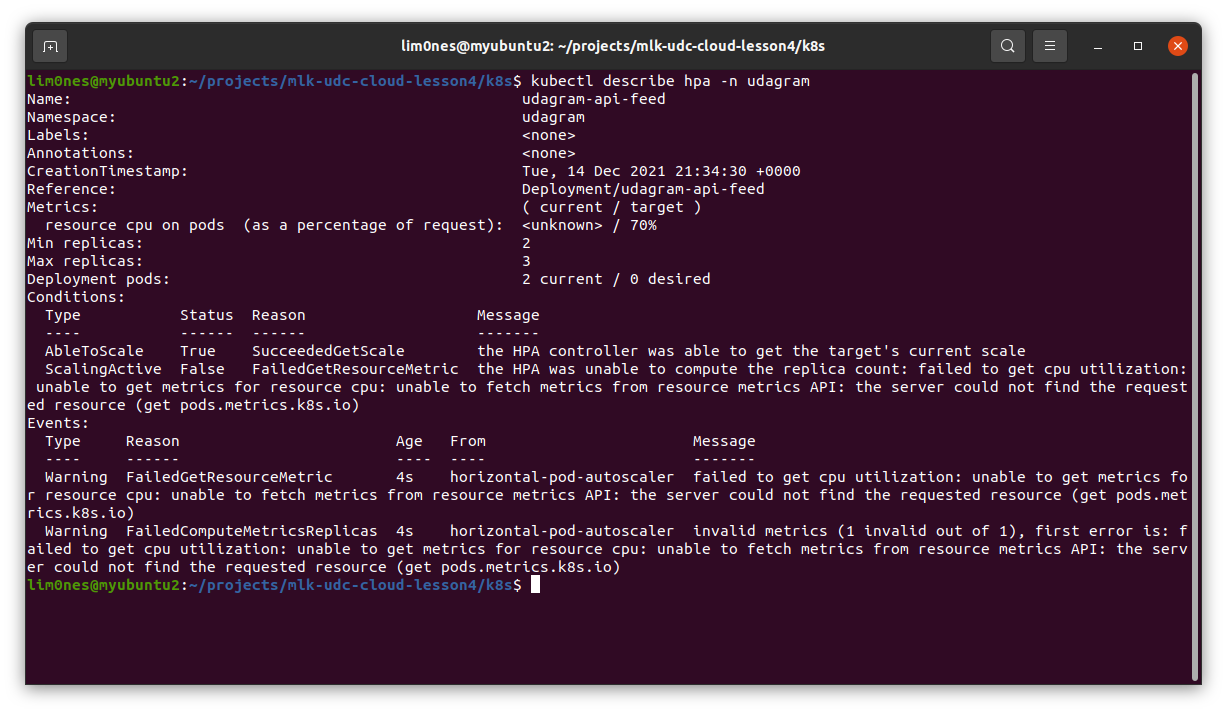 lim0nes@myubuntu2: ~/projects/mlk-udc-cloud-lesson4/k8s
lim0nes@myubuntu2:~/projects/mlk-udc-cloud-lesson4/k8s$ kubectl describe hpa -n udagram
Name:                                                  udagram-api-feed
Namespace:                                             udagram
Labels:                                                <none>
Annotations:                                           <none>
CreationTimestamp:                                     Tue, 14 Dec 2021 21:34:30 +0000
Reference:                                             Deployment/udagram-api-feed
Metrics:                                               ( current / target )
  resource cpu on pods  (as a percentage of request):  <unknown> / 70%
Min replicas:                                          2
Max replicas:                                          3
Deployment pods:                                       2 current / 0 desired
Conditions:
  Type           Status  Reason                   Message
  ----           ------  ------                   -------
  AbleToScale    True    SucceededGetScale        the HPA controller was able to get the target's current scale
  ScalingActive  False   FailedGetResourceMetric  the HPA was unable to compute the replica count: failed to get cpu utilization:
 unable to get metrics for resource cpu: unable to fetch metrics from resource metrics API: the server could not find the request
ed resource (get pods.metrics.k8s.io)
Events:
  Type     Reason                        Age   From                       Message
  ----     ------                        ----  ----                       -------
  Warning  FailedGetResourceMetric       4s    horizontal-pod-autoscaler  failed to get cpu utilization: unable to get metrics fo
r resource cpu: unable to fetch metrics from resource metrics API: the server could not find the requested resource (get pods.met
rics.k8s.io)
  Warning  FailedComputeMetricsReplicas  4s    horizontal-pod-autoscaler  invalid metrics (1 invalid out of 1), first error is: f
ailed to get cpu utilization: unable to get metrics for resource cpu: unable to fetch metrics from resource metrics API: the serv
er could not find the requested resource (get pods.metrics.k8s.io)
lim0nes@myubuntu2:~/projects/mlk-udc-cloud-lesson4/k8s$